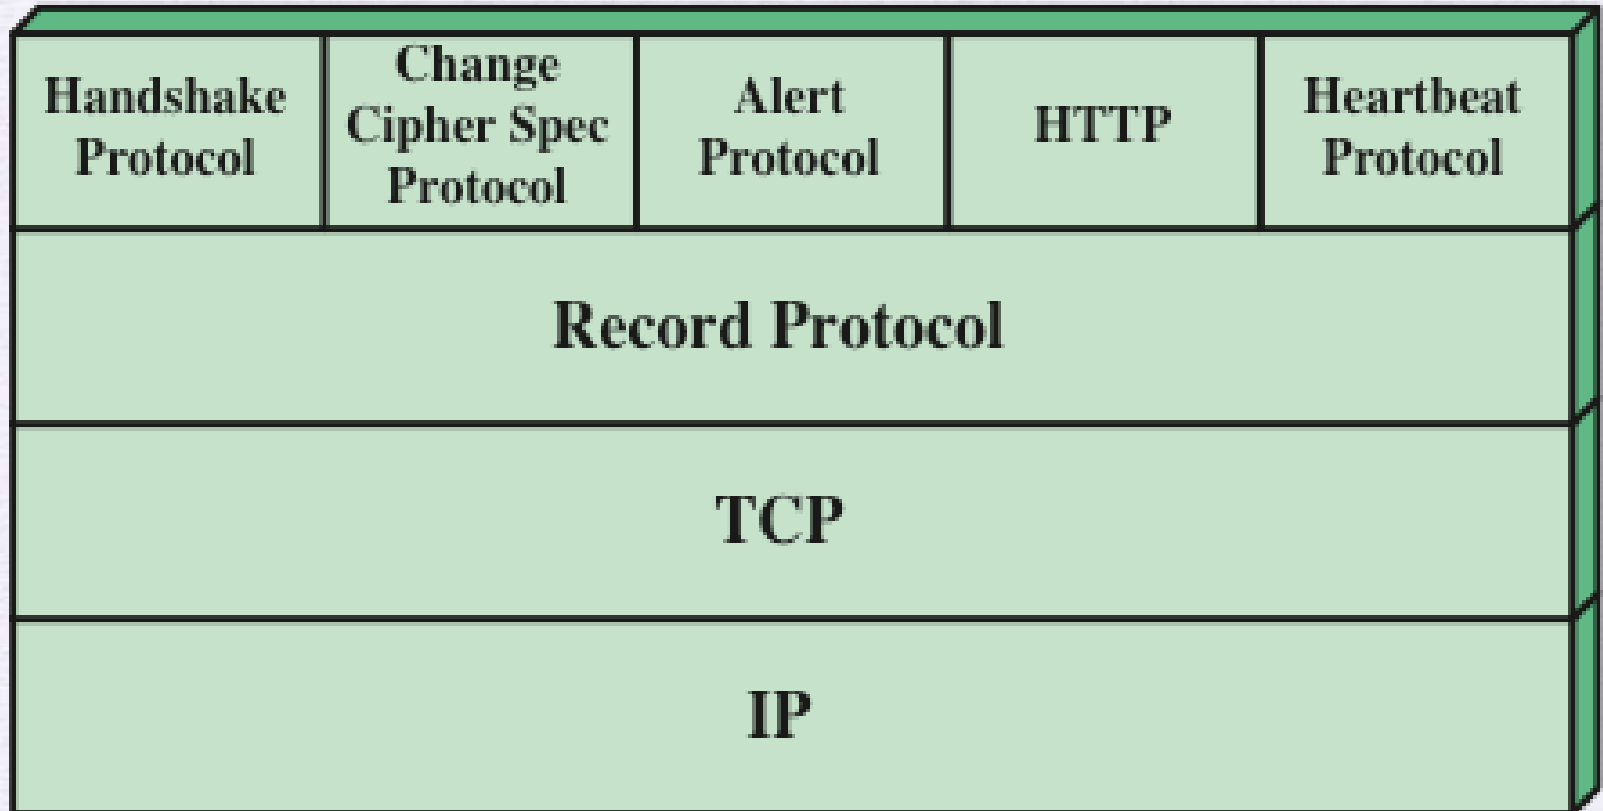 Handshake
Protocol
Change
Cipher Spec
Protocol
Alert
Protocol
HTTP
Heartbeat
Protocol
Record Protocol
TCP
IP